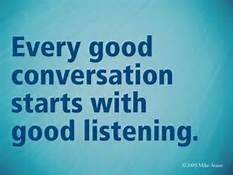 Every good
conversation
starts with
good listening.